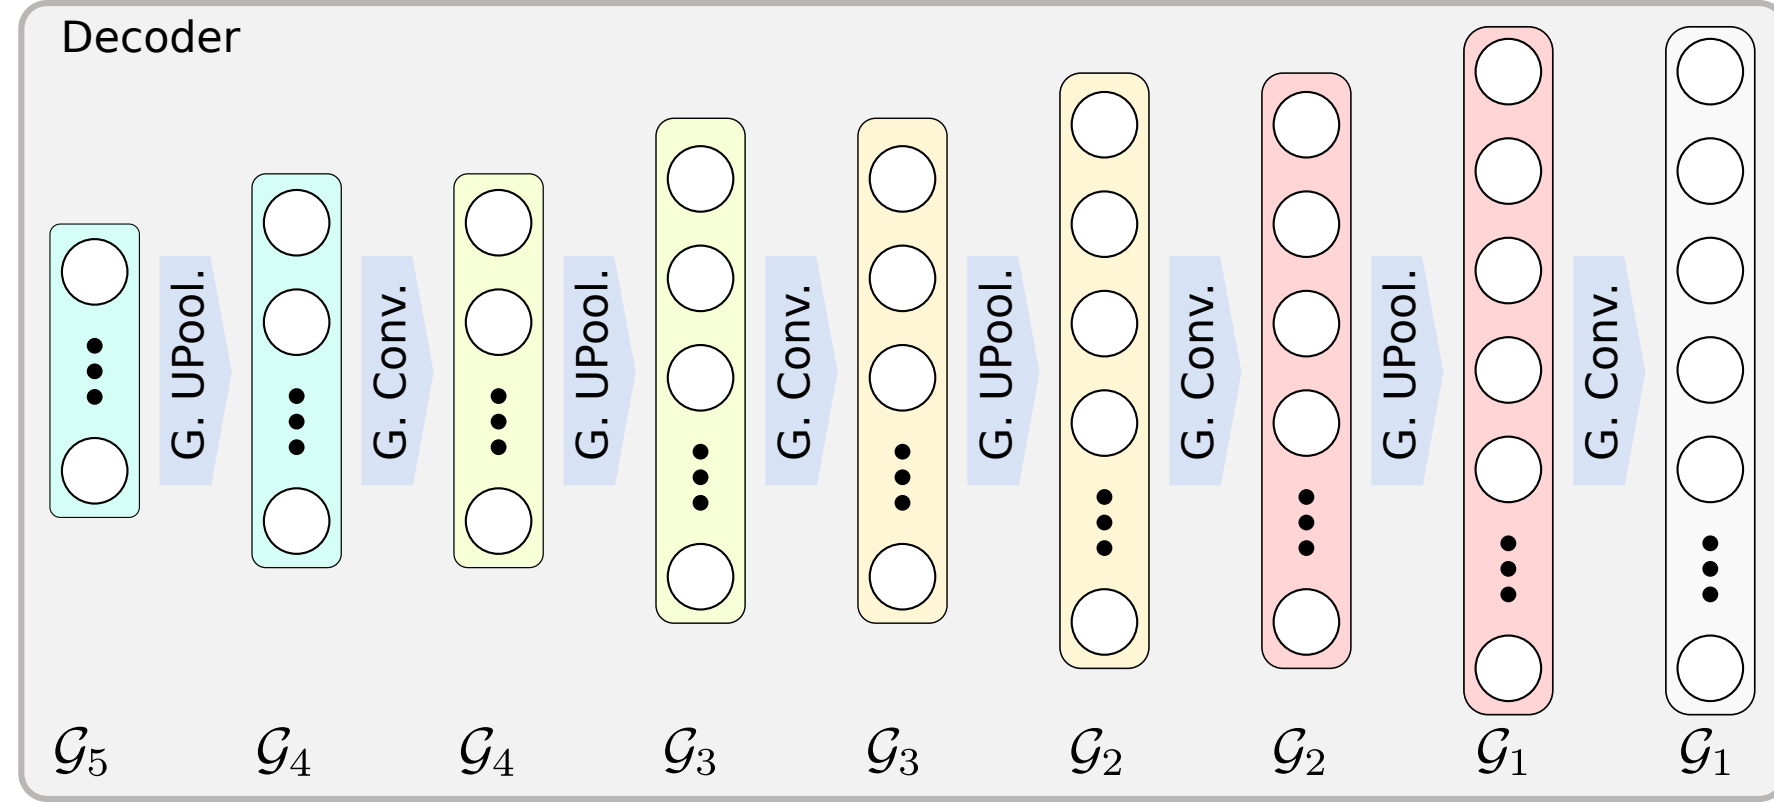 Decoder
G. UPool.
G. Conv.
G. UPool.
G. Conv.
G. UPool.
G. Conv.
G. UPool.
G. Conv.
𝒢₅ 𝒢₄ 𝒢₄ 𝒢₃ 𝒢₃ 𝒢₂ 𝒢₂ 𝒢₁ 𝒢₁